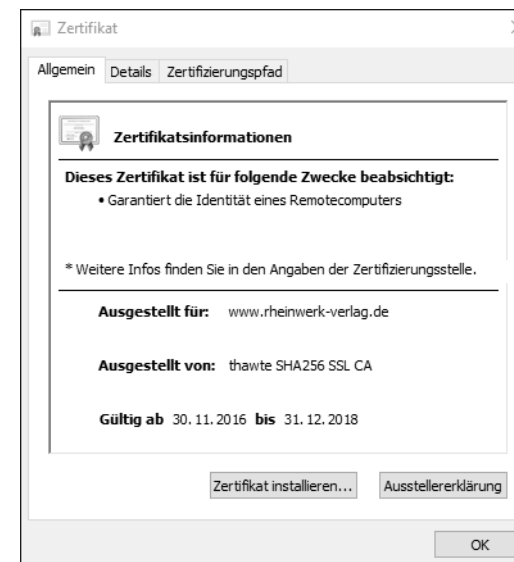 Zertifikat
Allgemein Details Zertifizierungspfad
Zertifikatsinformationen
Dieses Zertifikat ist für folgende Zwecke beabsichtigt:
• Garantiert die Identität eines Remotecomputers
* Weitere Infos finden Sie in den Angaben der Zertifizierungsstelle.
Ausgestellt für: www.rheinwerk-verlag.de
Ausgestellt von: thawte SHA256 SSL CA
Gültig ab 30.11.2016 bis 31.12.2018
Zertifikat installieren... Ausstellererklärung
OK